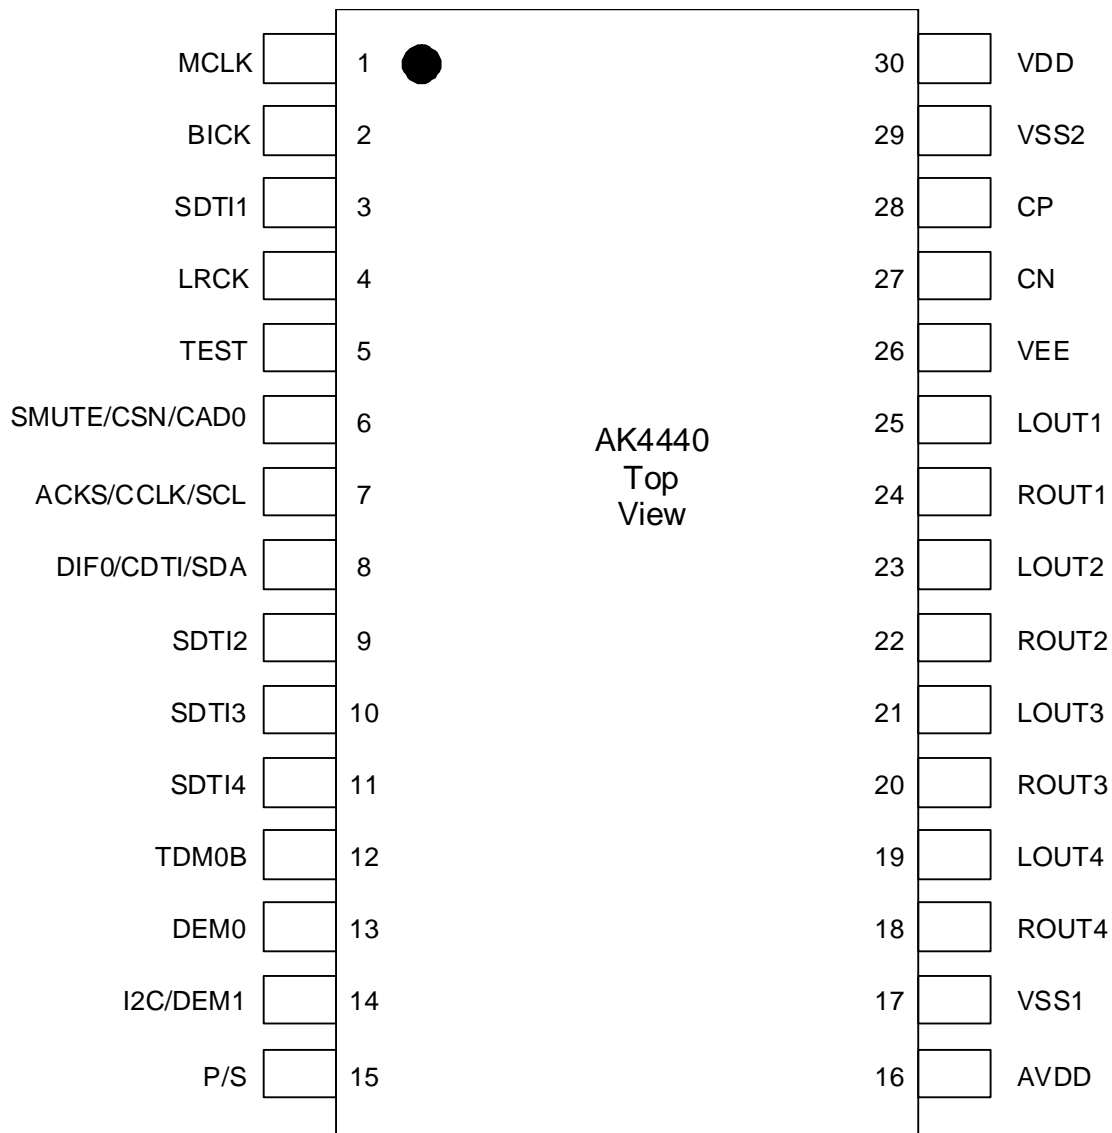 MCLK 1 30 VDD
BICK 2 29 VSS2
SDTI1 3 28 CP
LRCK 4 27 CN
TEST 5 26 VEE
SMUTE/CSN/CAD0 6 25 LOUT1
AK4440
Top
View
ACKS/CCLK/SCL 7 24 ROUT1
DIF0/CDTI/SDA 8 23 LOUT2
SDTI2 9 22 ROUT2
SDTI3 10 21 LOUT3
SDTI4 11 20 ROUT3
TDM0B 12 19 LOUT4
DEM0 13 18 ROUT4
I2C/DEM1 14 17 VSS1
P/S 15 16 AVDD